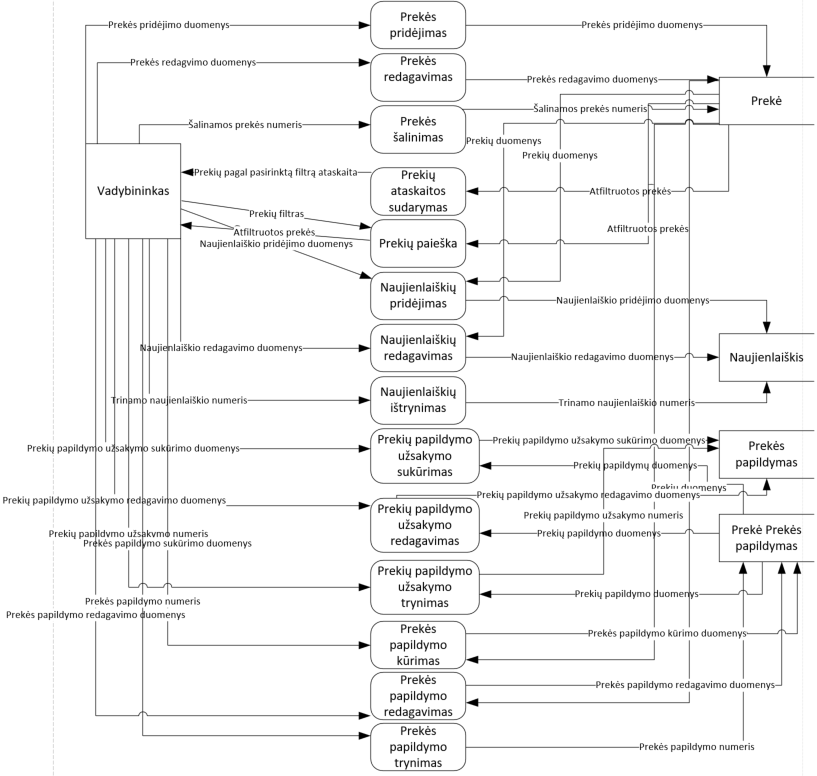 Prekės
pridėjimas
Prekės pridėjimo duomenys
Prekės pridėjimo duomenys
Prekės
redagavimas
Prekės redagvimo duomenys
Prekės redagavimo duomenys
Prekė
Prekės
šalinimas
Šalinamos prekės numeris
Šalinamos prekės numeris
Prekių duomenys
Prekių duomenys
Vadybininkas
Prekių
ataskaitos
sudarymas
Prekių pagal pasirinktą filtrą ataskaita
Atfiltruotos prekės
Prekių filtras
Prekių paieška
Atfiltruotos prekės
Atfiltruotos prekės
Naujienlaiškio pridėjimo duomenys
Naujienlaiškių
pridėjimas
Naujienlaiškio pridėjimo duomenys
Naujienlaiškių
redagavimas
Naujienlaiškio redagavimo duomenys
Naujienlaiškio redagavimo duomenys
Naujienlaiškis
Naujienlaiškių
ištrynimas
Trinamo naujienlaiškio numeris
Trinamo naujienlaiškio numeris
Prekių papildymo
užsakymo
sukūrimas
Prekių papildymo užsakymo sukūrimo duomenys
Prekių papildymo užsakymo sukūrimo duomenys
Prekės
papildymas
Prekių papildymų duomenys
Prekių duomenys
Prekių papildymo užsakymo redagavimo duomenys
Prekių papildymo užsakymo redagavimo duomenys
Prekių papildymo
užsakymo
redagavimas
Prekių papildymo užsakymo numeris
Prekių papildymo duomenys
Prekė Prekės
papildymas
Prekių papildymo užsakymo numeris
Prekės papildymo sukūrimo duomenys
Prekių papildymo
užsakymo
trynimas
Prekių papildymo duomenys
Prekės papildymo numeris
Prekės papildymo redagavimo duomenys
Prekės
papildymo
kūrimas
Prekės papildymo kūrimo duomenys
Prekės
papildymo
redagavimas
Prekės papildymo redagavimo duomenys
Prekės
papildymo
trynimas
Prekės papildymo numeris